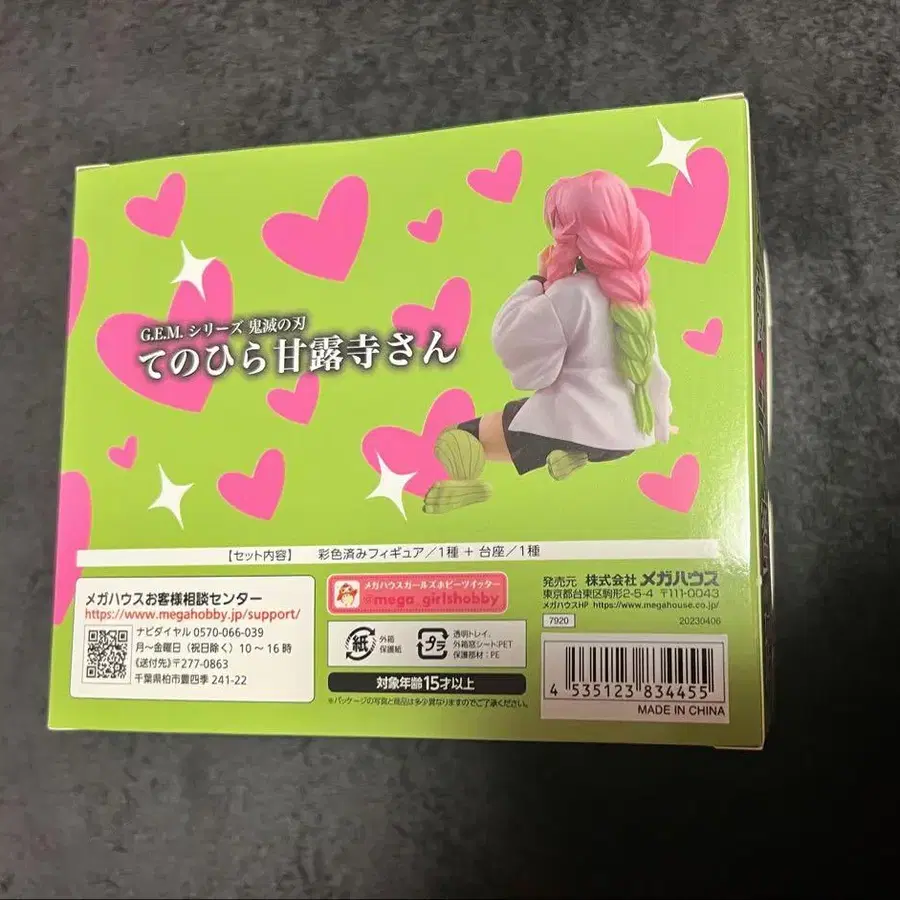 G.E.M. シリーズ 鬼滅の刃
てのひら甘露寺さん
【セット内容】 彩色済みフィギュア/1種 + 台座/1種
メガハウスお客様相談センター
https://www.megahobby.jp/support/
ナビダイヤル 0570-066-039
月〜金曜日(祝日除く)10〜16時
《送付先》〒277-0863
千葉県柏市豊四季 241-22
メガハウスガールズホビーツイッター
@mega_girlshobby
紙
外箱
保護紙
プラ
透明トレイ、
外箱窓シート:PET
保護部材:PE
対象年齢15才以上
※パッケージの写真と商品は多少異なりますのでご了承ください。
発売元 株式会社 メガハウス
東京都台東区駒形2-5-4 〒111-0043
メガハウスHP https://www.megahouse.co.jp/
7920
20230406
4 535123 834455
MADE IN CHINA